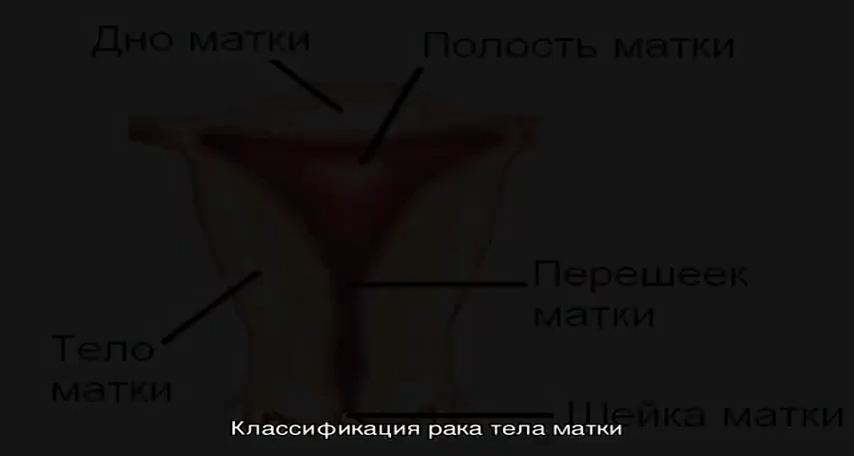 Дно матки
Полость матки
Перешеек
матки
Тело
матки
Шейка матки
Классификация рака тела матки